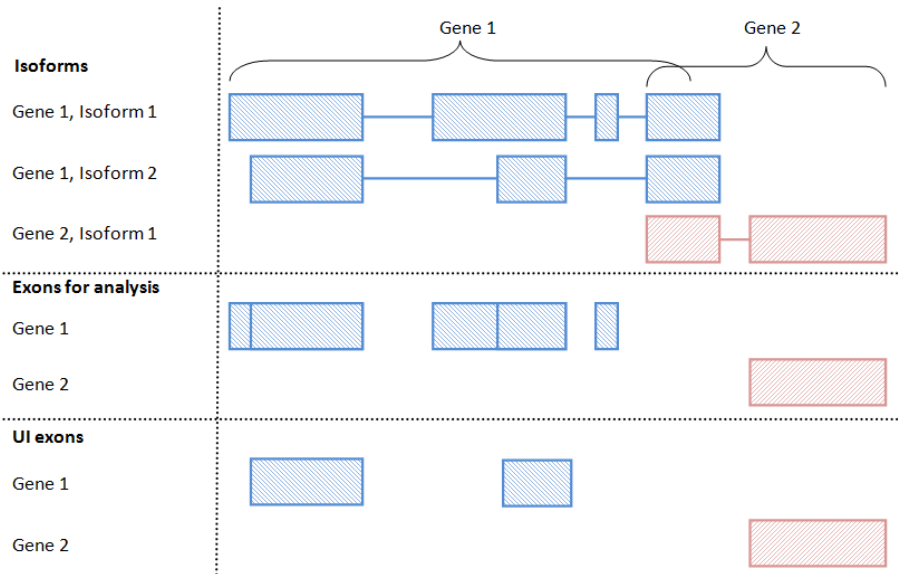 Gene 1
Gene 2
Isoforms
Gene 1, Isoform 1
Gene 1, Isoform 2
Gene 2, Isoform 1
Exons for analysis
Gene 1
Gene 2
UI exons
Gene 1
Gene 2